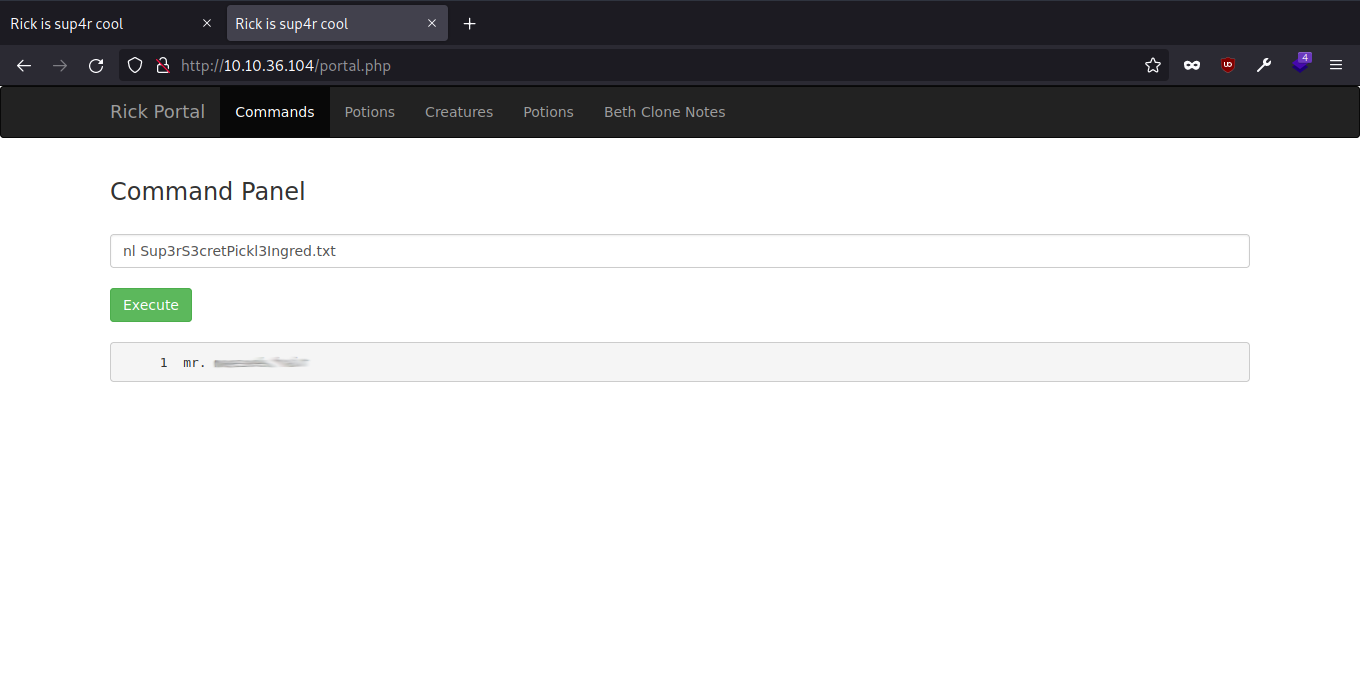 Rick is sup4r cool Rick is sup4r cool
http://10.10.36.104/portal.php 4
Rick Portal Commands Potions Creatures Potions Beth Clone Notes
Command Panel
nl Sup3rS3cretPickl3Ingred.txt
Execute
1 mr.